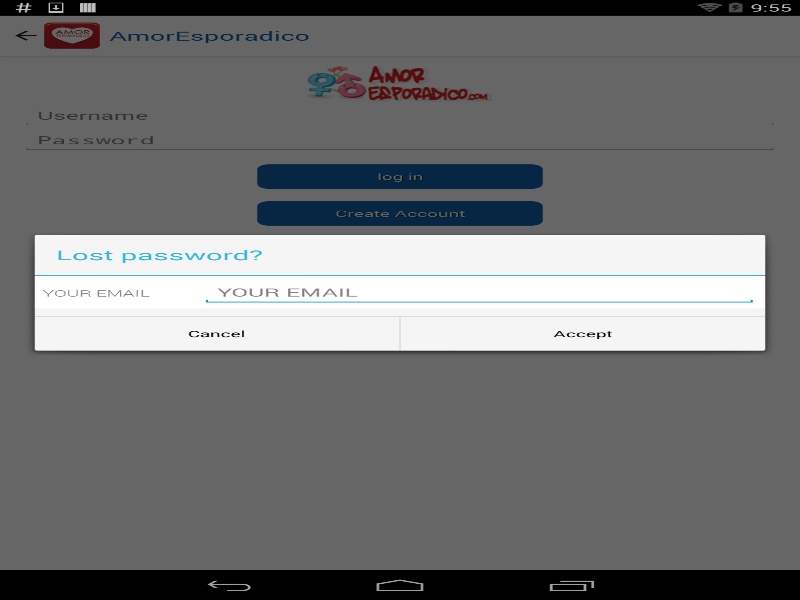 9:55
AmorEsporadico
AMOR
ESPORADICO.com
Username
Password
log in
Create Account
Lost password?
YOUR EMAIL YOUR EMAIL
Cancel Accept